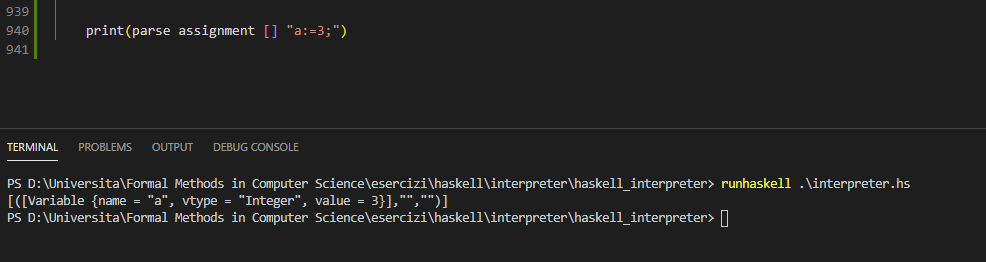 939
940 print(parse assignment [] "a:=3;")
941
TERMINAL PROBLEMS OUTPUT DEBUG CONSOLE
PS D:\Universita\Formal Methods in Computer Science\esercizi\haskell\interpreter\haskell_interpreter> runhaskell .\interpreter.hs
[([Variable {name = "a", vtype = "Integer", value = 3}],"","")]
PS D:\Universita\Formal Methods in Computer Science\esercizi\haskell\interpreter\haskell_interpreter>